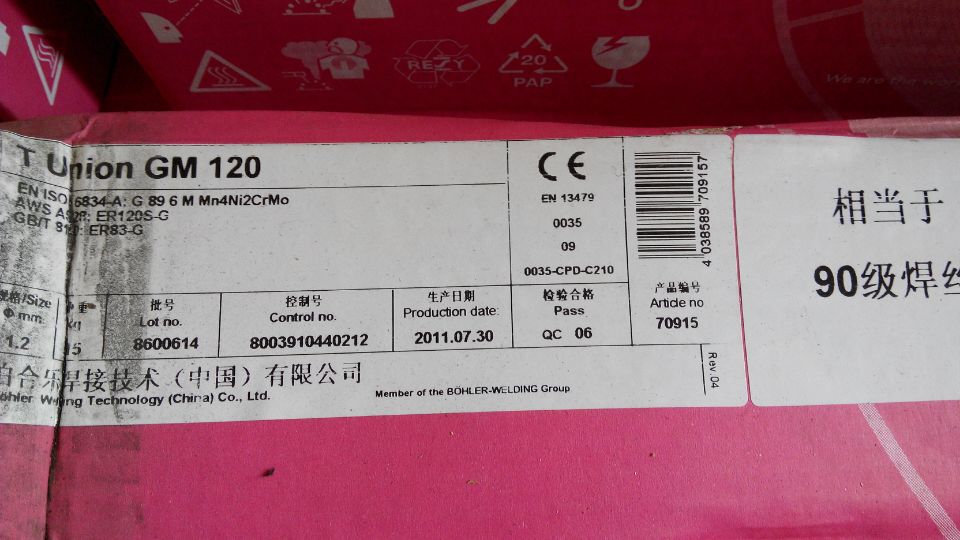 REZY
20
PAP
We are the
T Union GM 120
EN ISO 16834-A: G 89 6 M Mn4Ni2CrMo
AWS A5.28: ER120S-G
GB/T 8110: ER83-G
CE
EN 13479
0035
09
0035-CPD-C210
4 038589 709157
规格/Size
Φ mm
1.2
重
kg
15
批号
Lot no.
8600614
控制号
Control no.
8003910440212
生产日期
Production date:
2011.07.30
检验合格
Pass
QC 06
产品编号
Article no
70915
Rev.04
伯合乐焊接技术（中国）有限公司
Böhler Welding Technology (China) Co., Ltd.
Member of the BÖHLER-WELDING Group
相当于
90级焊丝